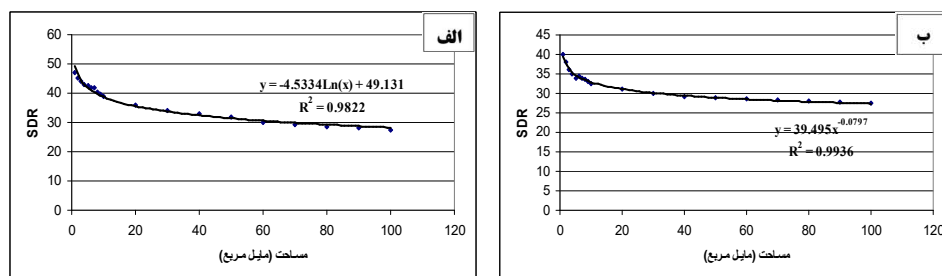 الف
60
50
40
30
20
10
0
SDR
y = -4.5334Ln(x) + 49.131
R2 = 0.9822
0 20 40 60 80 100 120
مساحت (مایل مربع)
ب
45
40
35
30
25
20
15
10
5
0
SDR
y = 39.495x-0.0797
R2 = 0.9936
0 20 40 60 80 100 120
مساحت (مایل مربع)